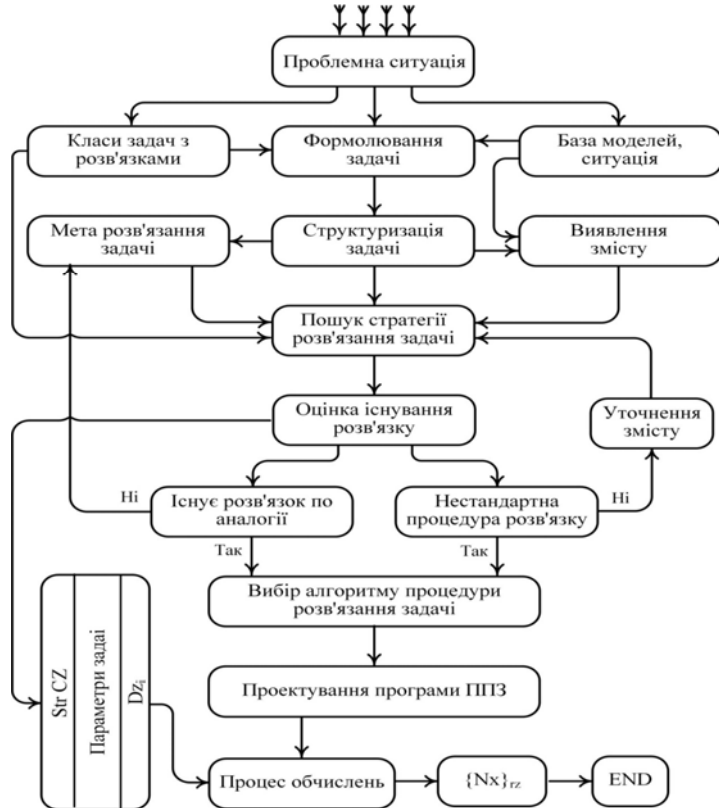 Проблемна ситуація
Класи задач з
розв'язками
Формолювання
задачі
База моделей,
ситуація
Мета розв'язання
задачі
Структуризація
задачі
Виявлення
змісту
Пошук стратегії
розв'язання задачі
Оцінка існування
розв'язку
Уточнення
змісту
Ні
Існує розв'язок по
аналогії
Нестандартна
процедура розв'язку
Ні
Так
Так
Вибір алгоритму процедури
розв'язання задачі
Str CZ
Параметри задаі
Dzᵢ
Проектування програми ППЗ
Процес обчислень
{Nx}rz
END